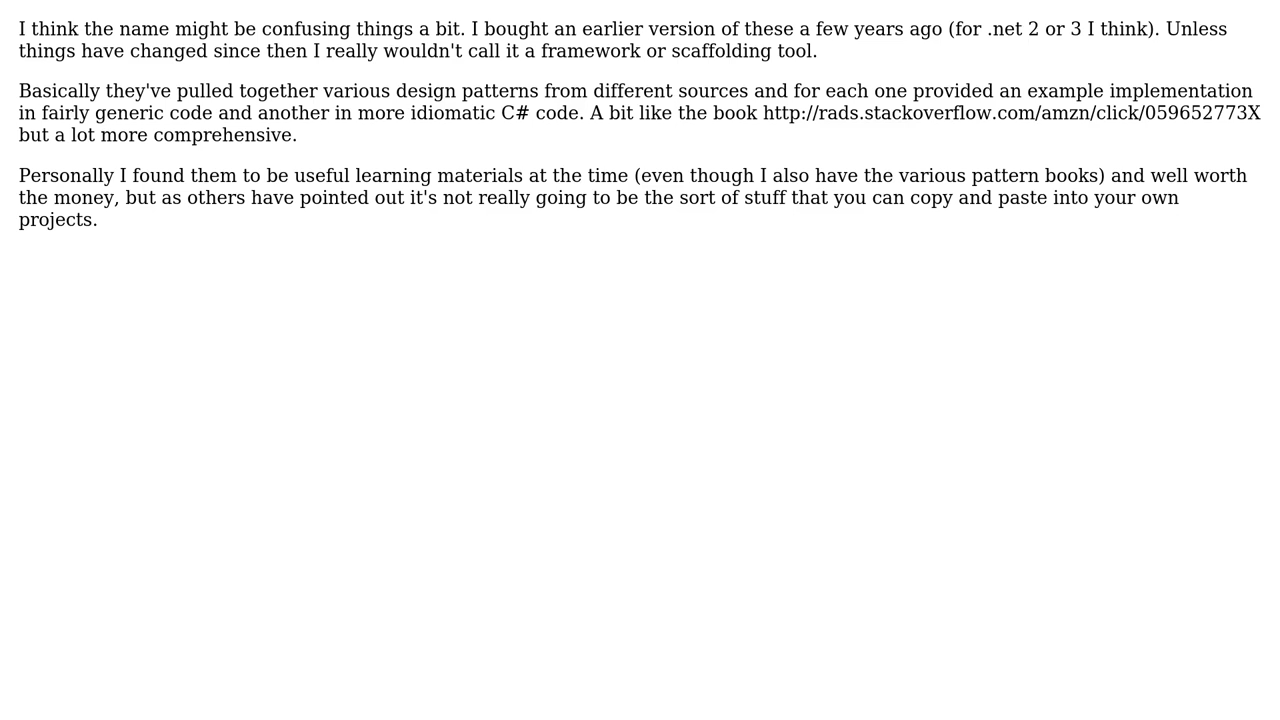 I think the name might be confusing things a bit. I bought an earlier version of these a few years ago (for .net 2 or 3 I think). Unless
things have changed since then I really wouldn't call it a framework or scaffolding tool.
Basically they've pulled together various design patterns from different sources and for each one provided an example implementation
in fairly generic code and another in more idiomatic C# code. A bit like the book http://rads.stackoverflow.com/amzn/click/059652773X
but a lot more comprehensive.
Personally I found them to be useful learning materials at the time (even though I also have the various pattern books) and well worth
the money, but as others have pointed out it's not really going to be the sort of stuff that you can copy and paste into your own
projects.